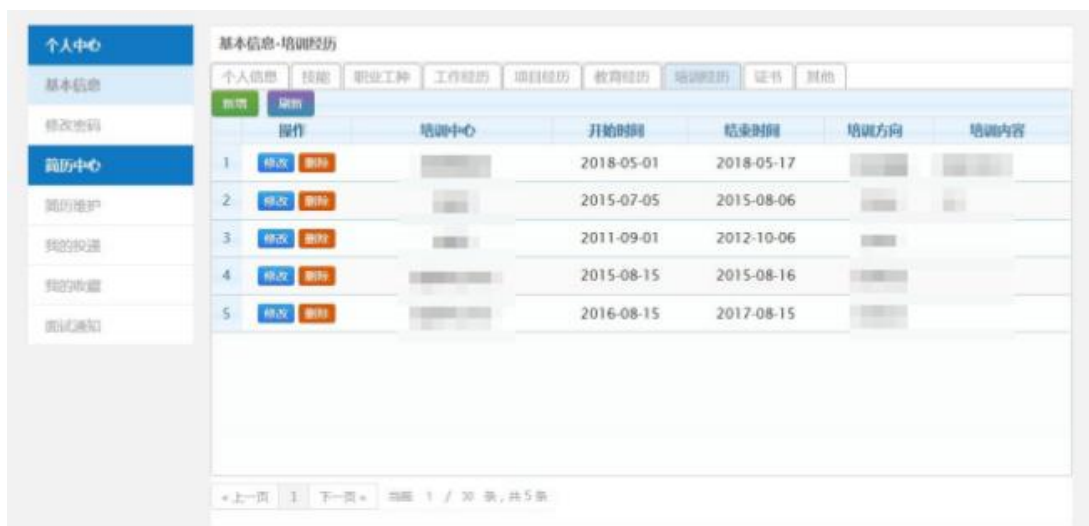 个人中心
基本信息
修改密码
简历中心
简历维护
我的投递
我的收藏
面试通知
基本信息-培训经历
个人信息 技能 职业工种 工作经历 项目经历 教育经历 培训经历 证书 其他
新增 刷新
操作 培训中心 开始时间 结束时间 培训方向 培训内容
1 修改 删除 2018-05-01 2018-05-17
2 修改 删除 2015-07-05 2015-08-06
3 修改 删除 2011-09-01 2012-10-06
4 修改 删除 2015-08-15 2015-08-16
5 修改 删除 2016-08-15 2017-08-15
«上一页 1 下一页» 当前 1 / 30 条,共5条